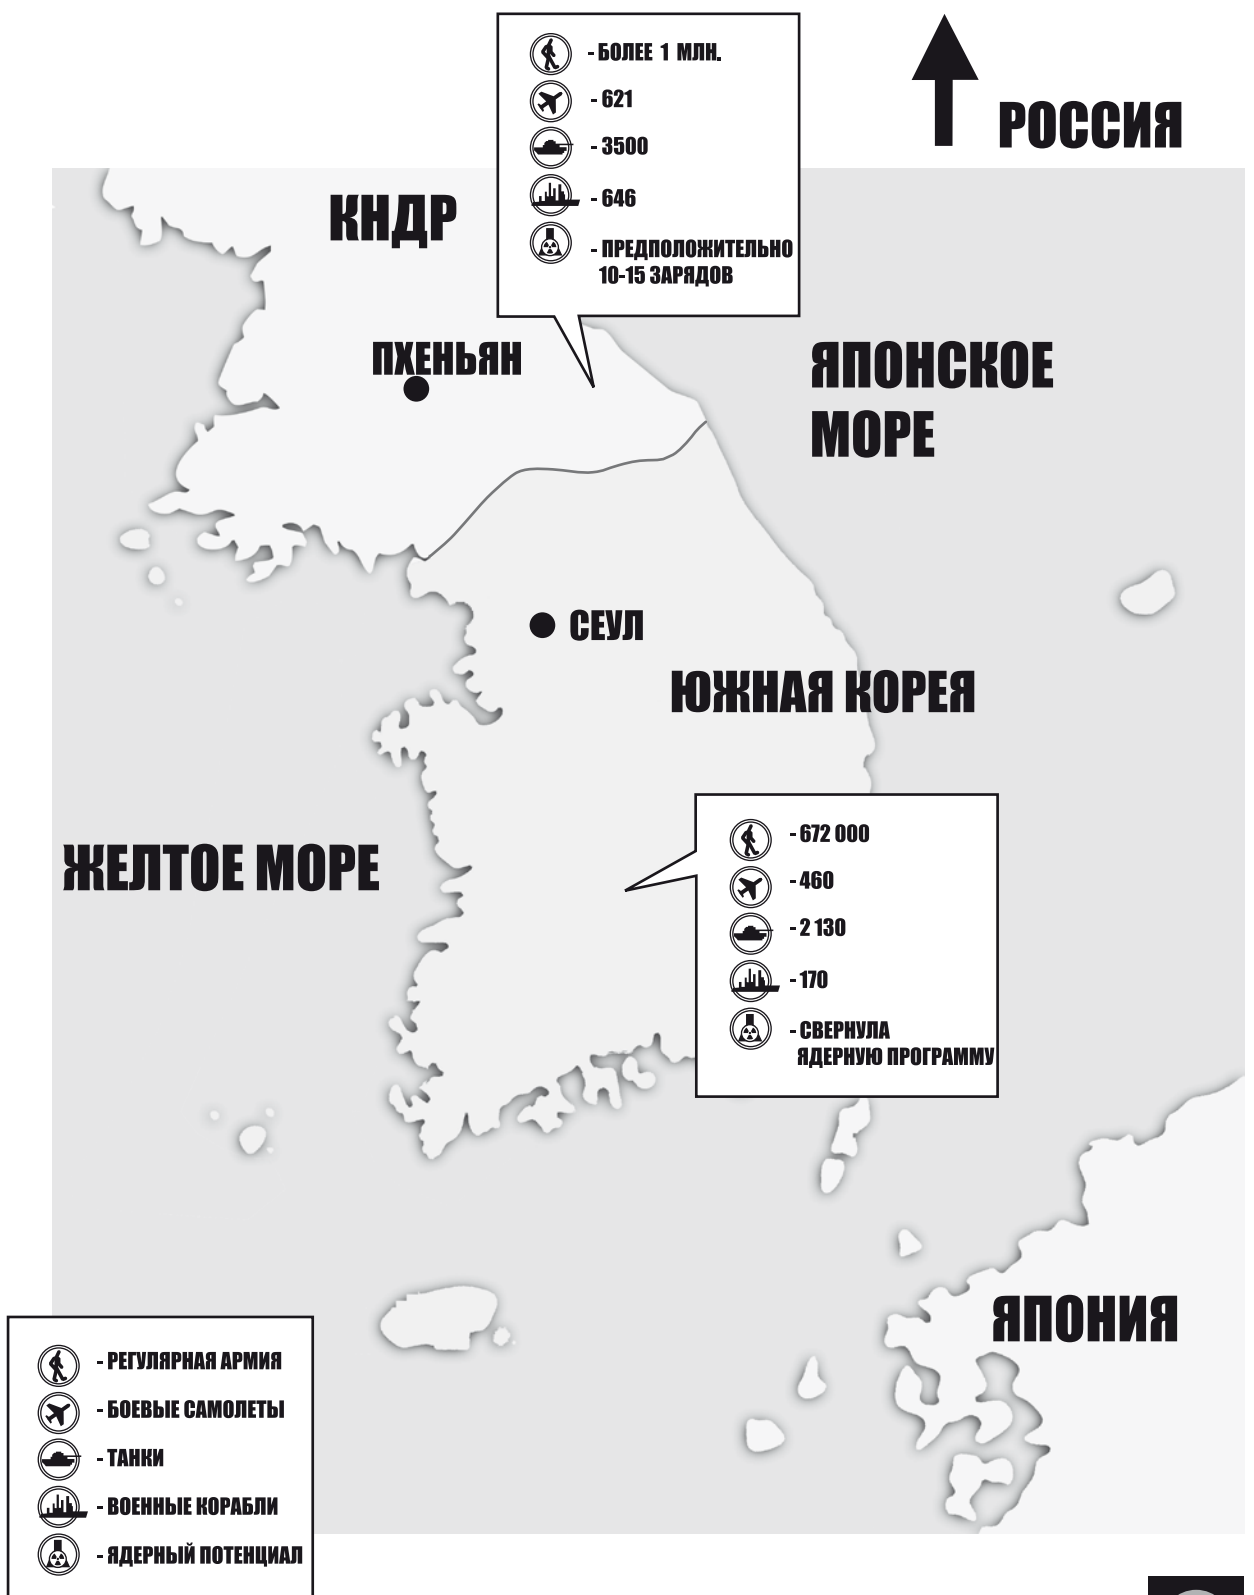 - БОЛЕЕ 1 МЛН.
- 621
- 3500
- 646
- ПРЕДПОЛОЖИТЕЛЬНО
10-15 ЗАРЯДОВ
РОССИЯ
КНДР
ПХЕНЬЯН
ЯПОНСКОЕ
МОРЕ
СЕУЛ
ЮЖНАЯ КОРЕЯ
ЖЕЛТОЕ МОРЕ
- 672 000
- 460
- 2 130
- 170
- СВЕРНУЛА
ЯДЕРНУЮ ПРОГРАММУ
ЯПОНИЯ
- РЕГУЛЯРНАЯ АРМИЯ
- БОЕВЫЕ САМОЛЕТЫ
- ТАНКИ
- ВОЕННЫЕ КОРАБЛИ
- ЯДЕРНЫЙ ПОТЕНЦИАЛ